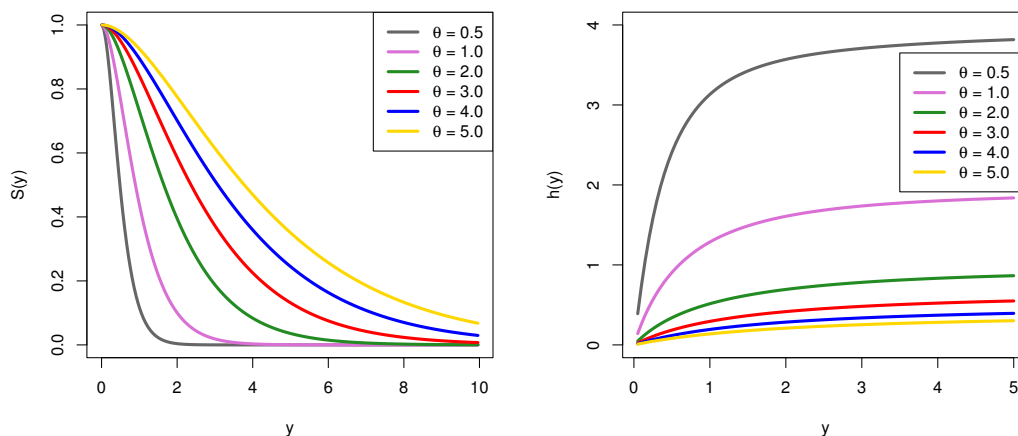 S(y)
1.0
0.8
0.6
0.4
0.2
0.0
0 2 4 6 8 10
y
θ = 0.5
θ = 1.0
θ = 2.0
θ = 3.0
θ = 4.0
θ = 5.0
h(y)
4
3
2
1
0
0 1 2 3 4 5
y
θ = 0.5
θ = 1.0
θ = 2.0
θ = 3.0
θ = 4.0
θ = 5.0